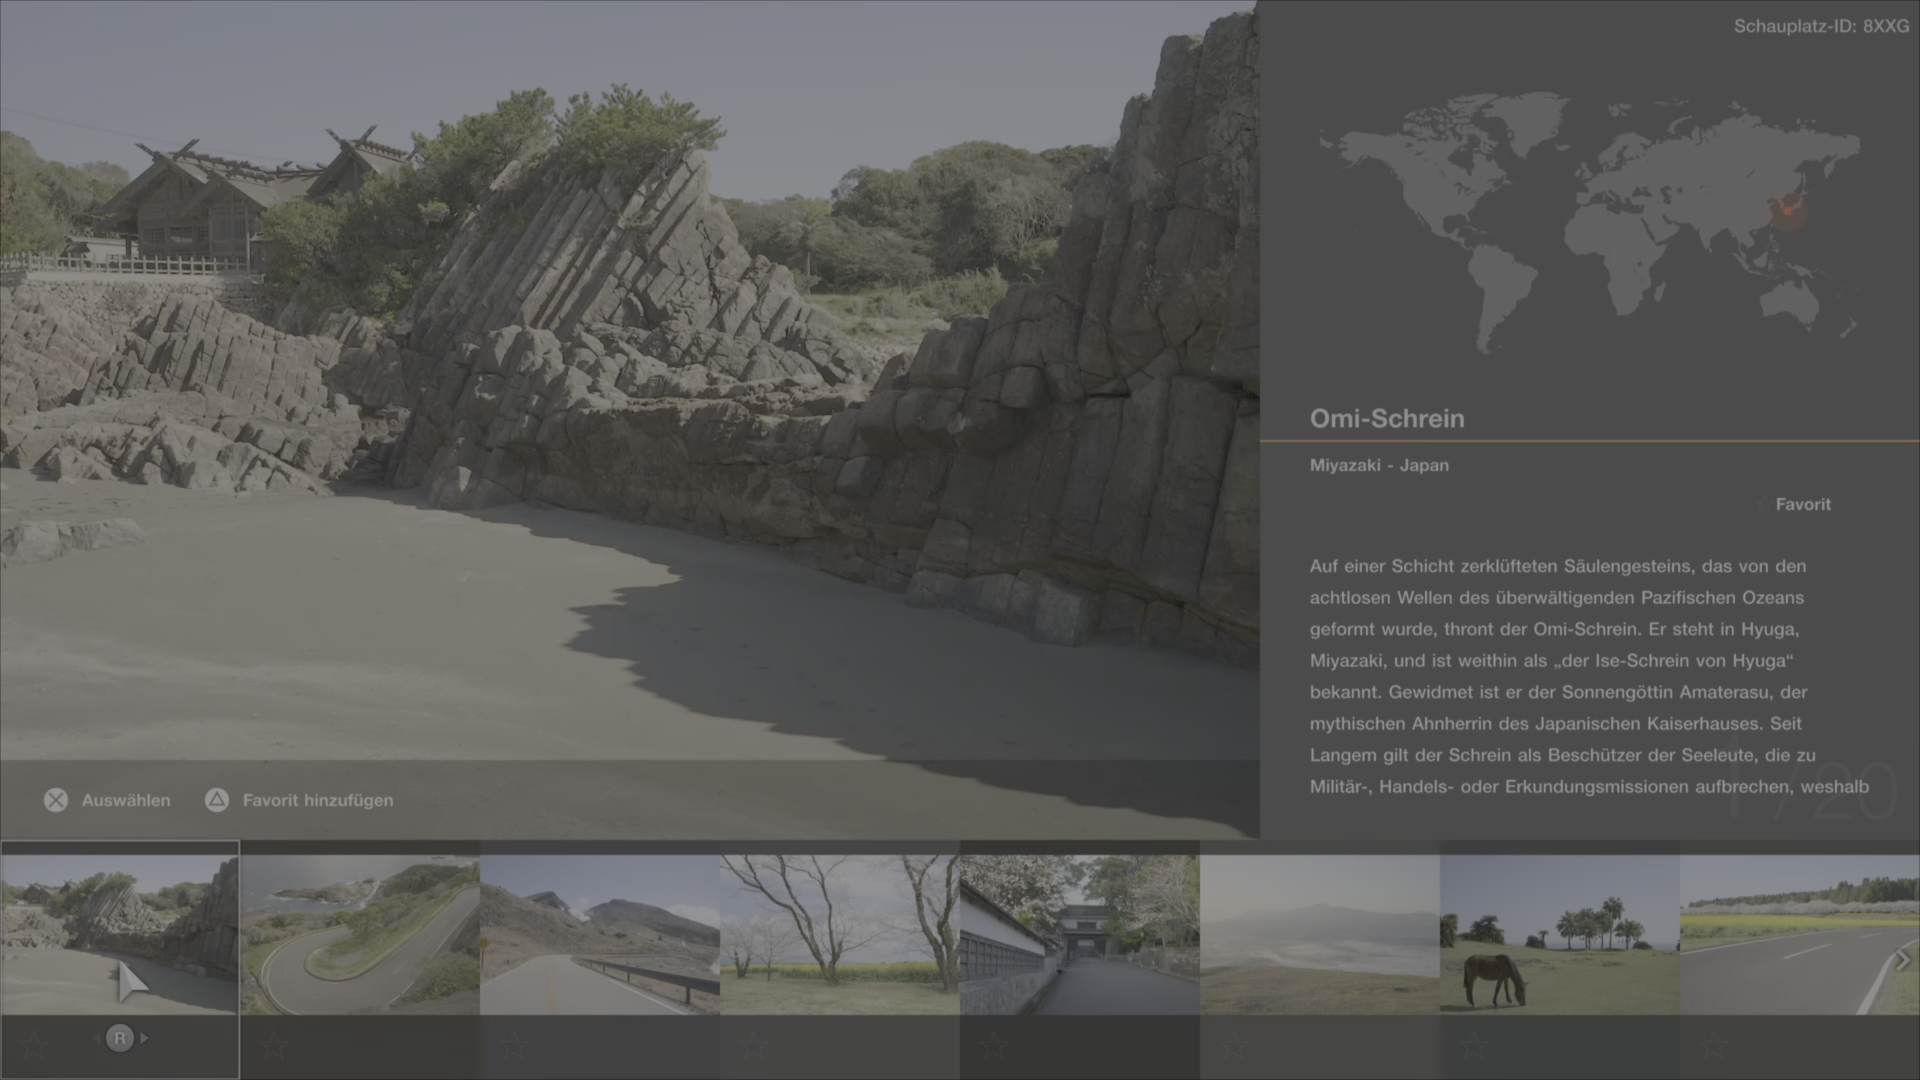 Schauplatz-ID: 8XXG
Omi-Schrein
Miyazaki - Japan
Favorit
Auf einer Schicht zerklüfteten Säulengesteins, das von den
achtlosen Wellen des überwältigenden Pazifischen Ozeans
geformt wurde, thront der Omi-Schrein. Er steht in Hyuga,
Miyazaki, und ist weithin als „der Ise-Schrein von Hyuga“
bekannt. Gewidmet ist er der Sonnengöttin Amaterasu, der
mythischen Ahnherrin des Japanischen Kaiserhauses. Seit
Langem gilt der Schrein als Beschützer der Seeleute, die zu
Militär-, Handels- oder Erkundungsmissionen aufbrechen, weshalb
1/20
Auswählen
Favorit hinzufügen
R